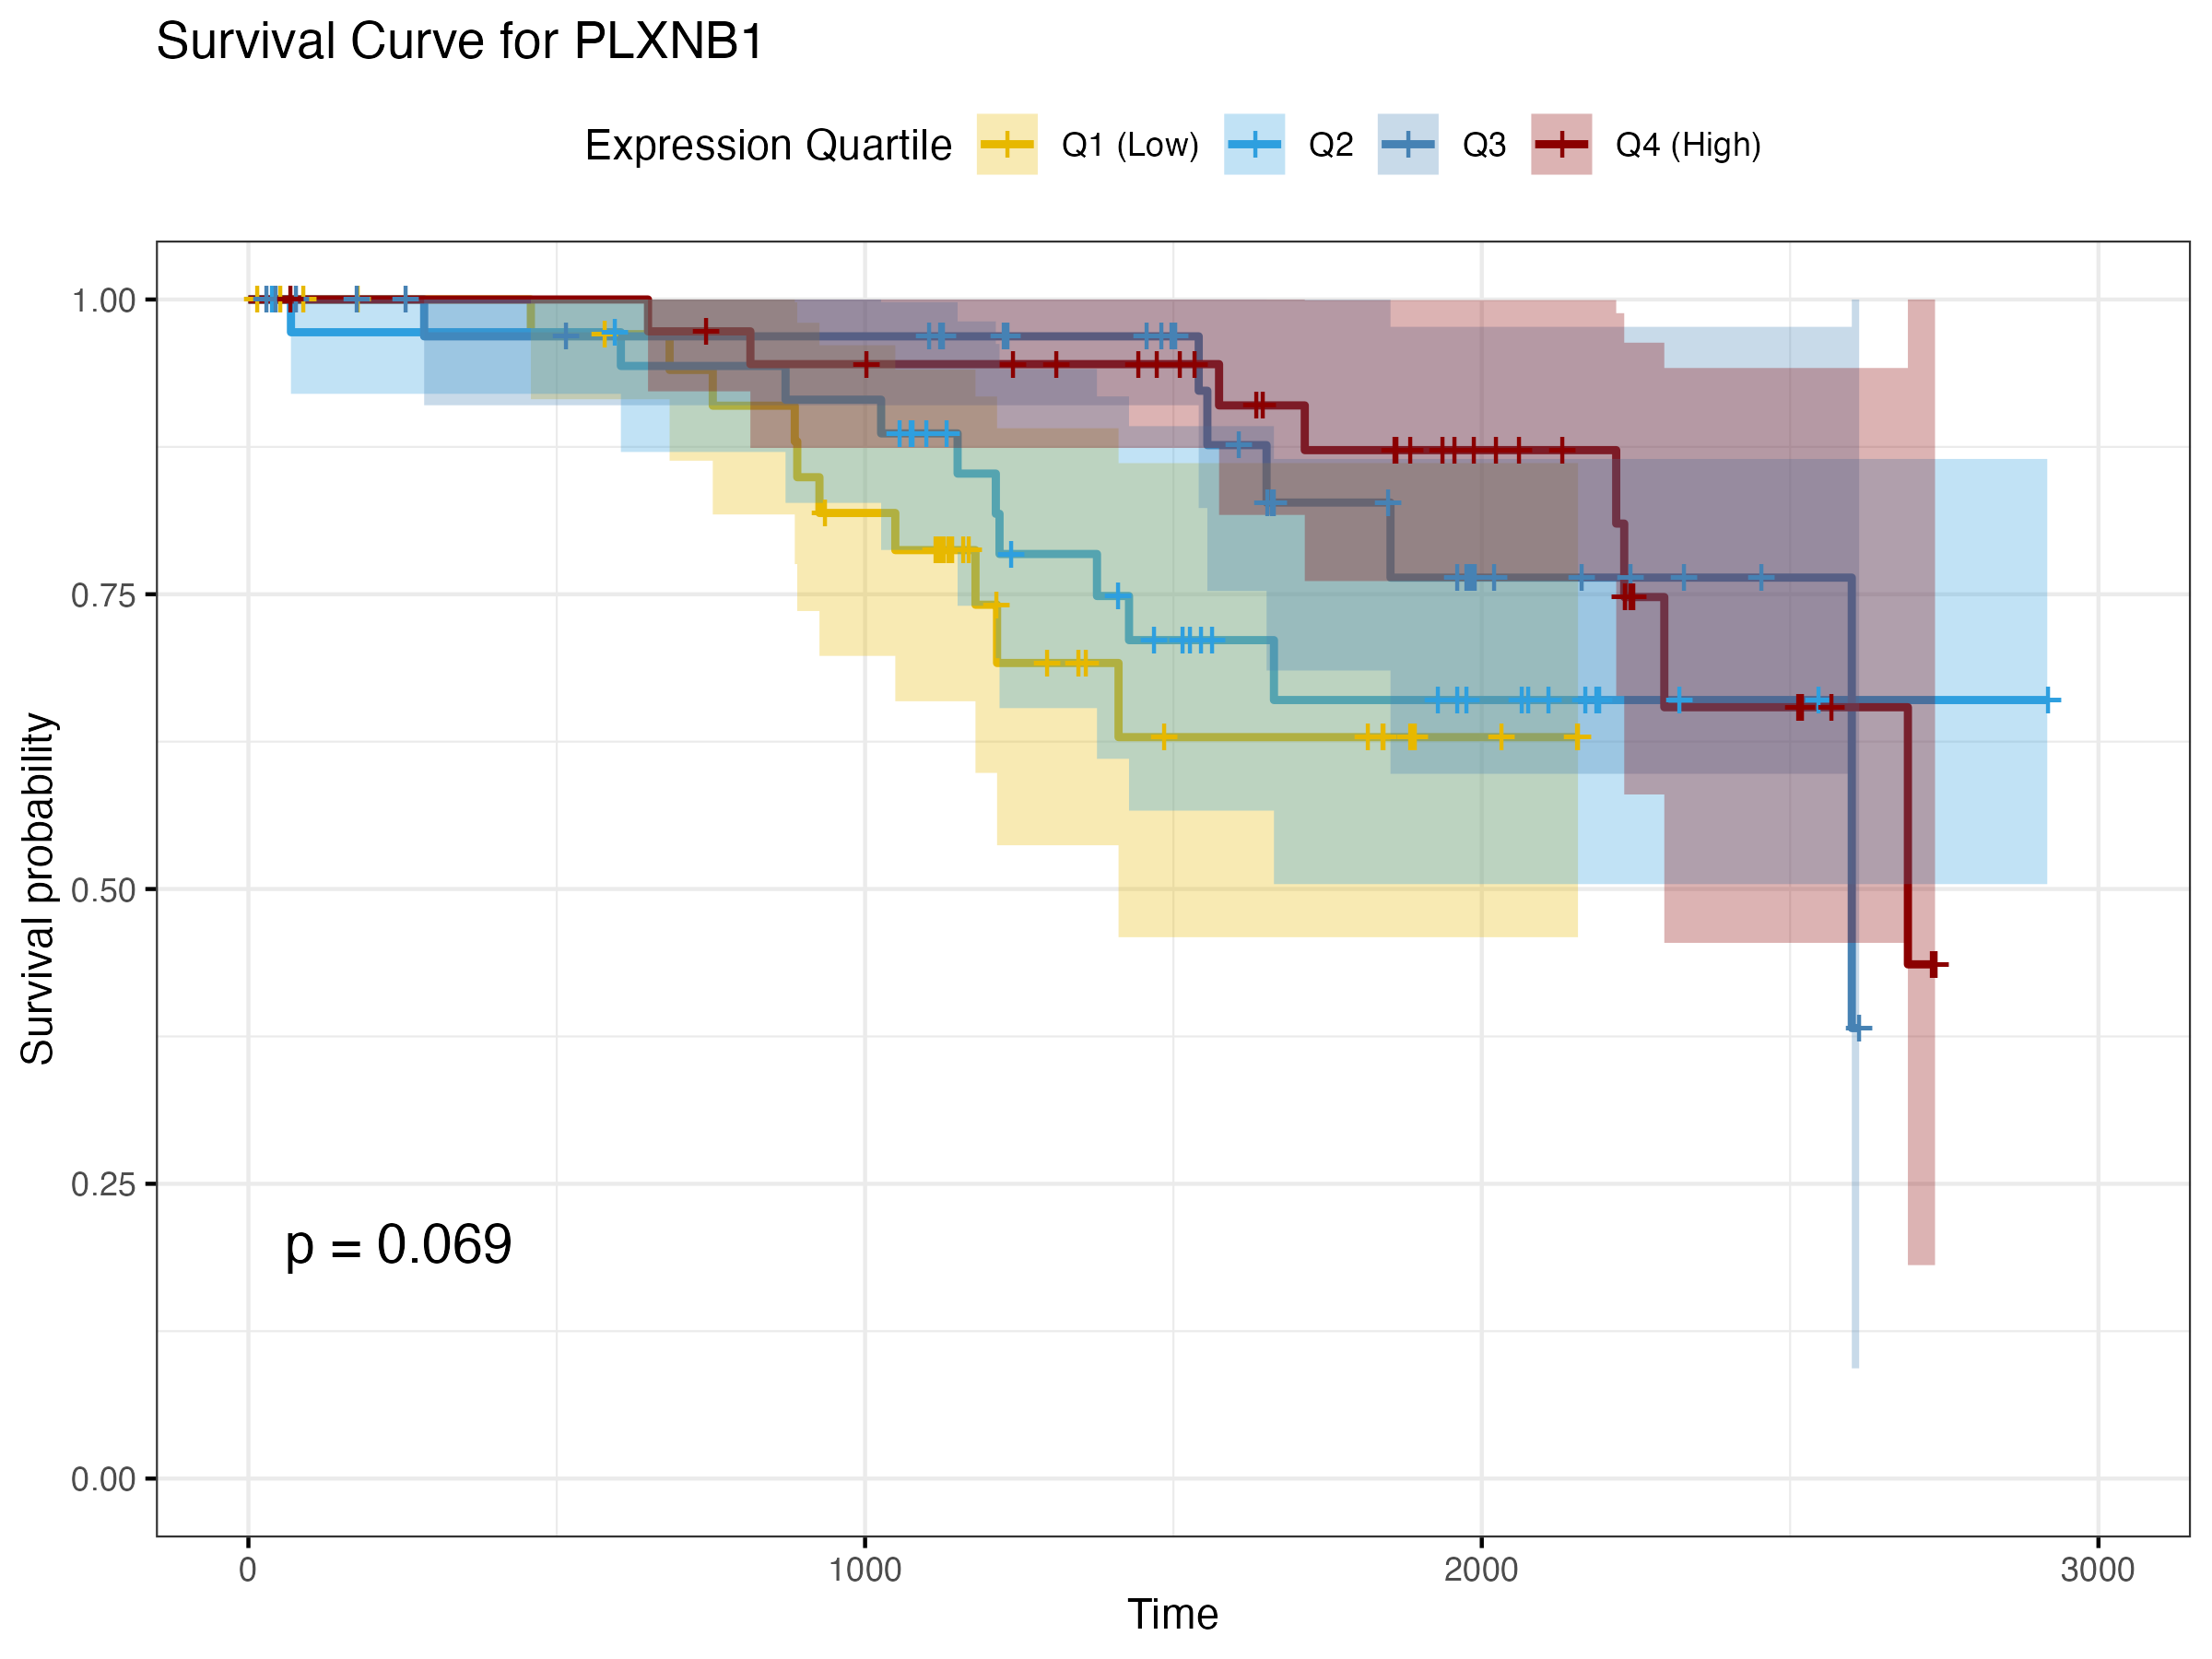 Survival Curve for PLXNB1
Expression Quartile Q1 (Low) Q2 Q3 Q4 (High)
1.00
0.75
0.50
0.25
0.00
Survival probability
p = 0.069
0 1000 2000 3000
Time